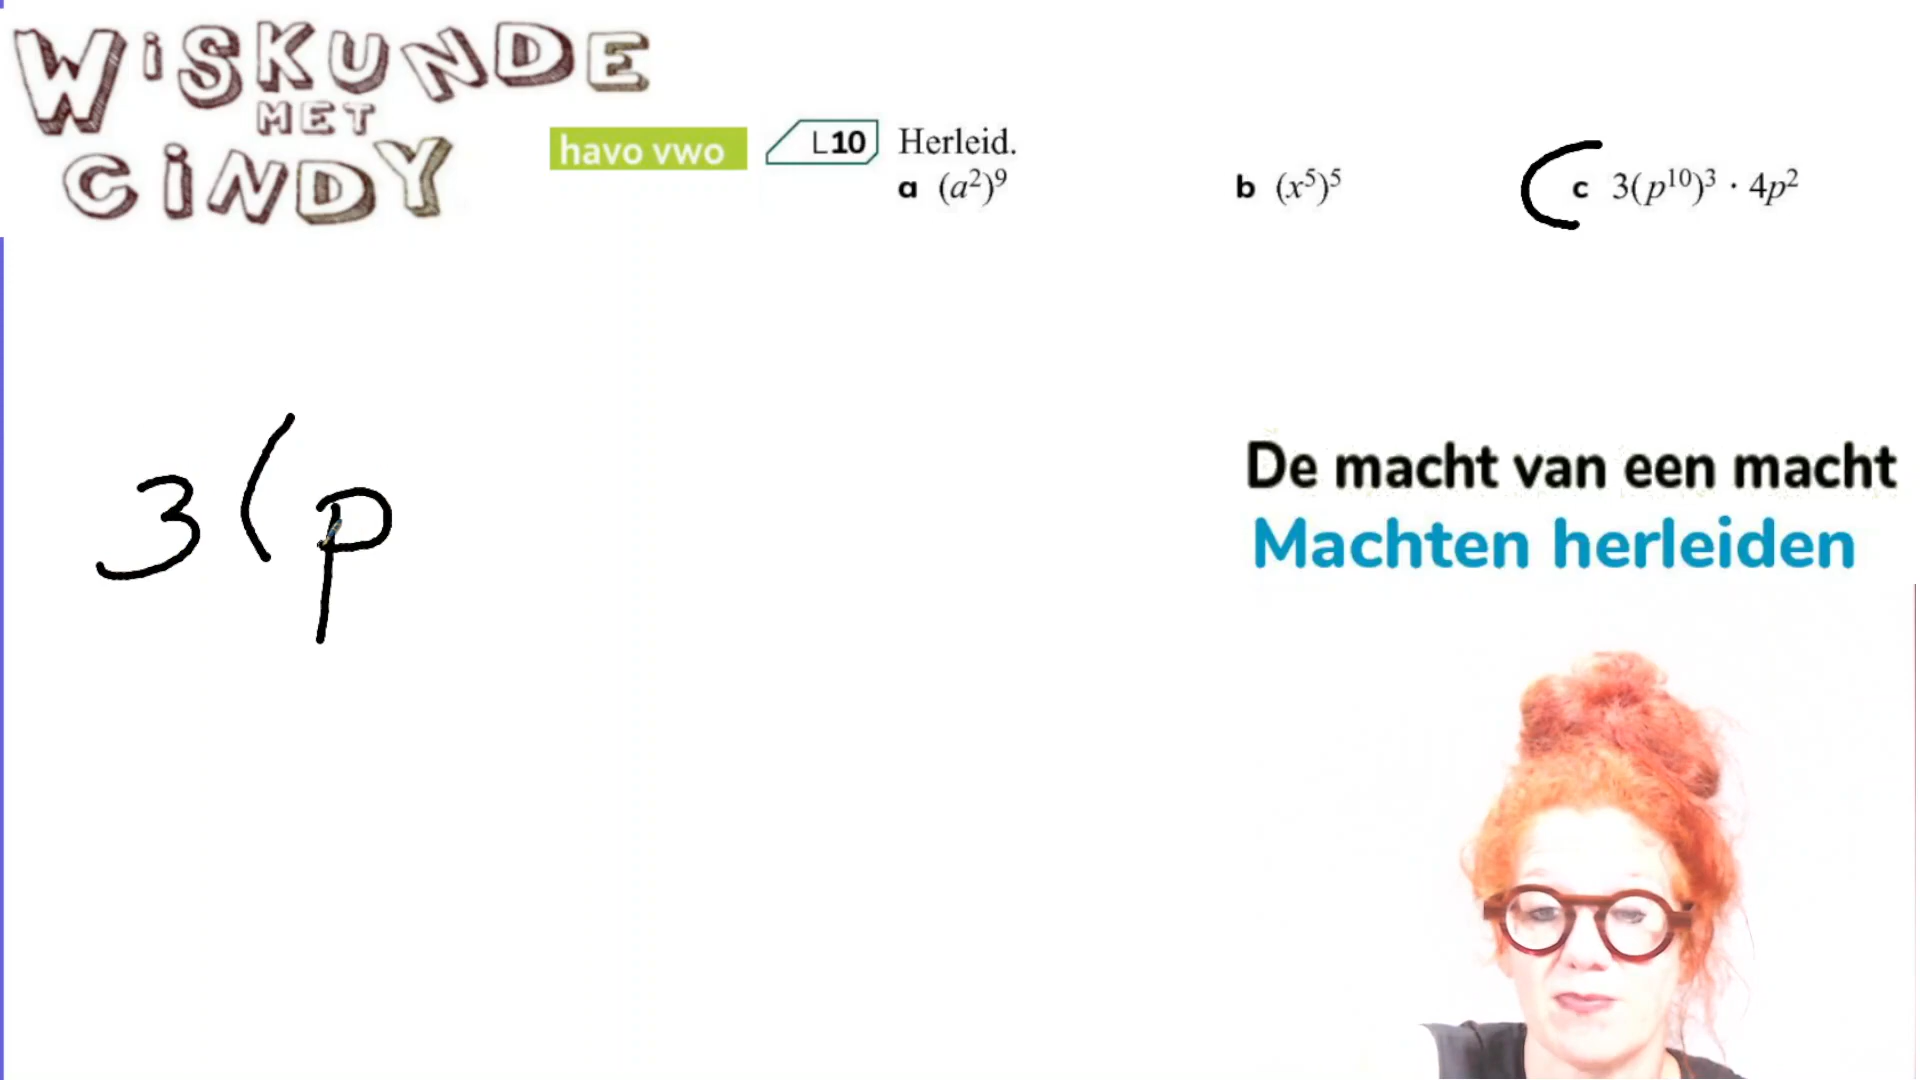 WiSKUNDE
MET
CiNDY
havo vwo
L10 Herleid.
a (a²)⁹ b (x⁵)⁵ c 3(p¹⁰)³ · 4p²
3(p
De macht van een macht
Machten herleiden